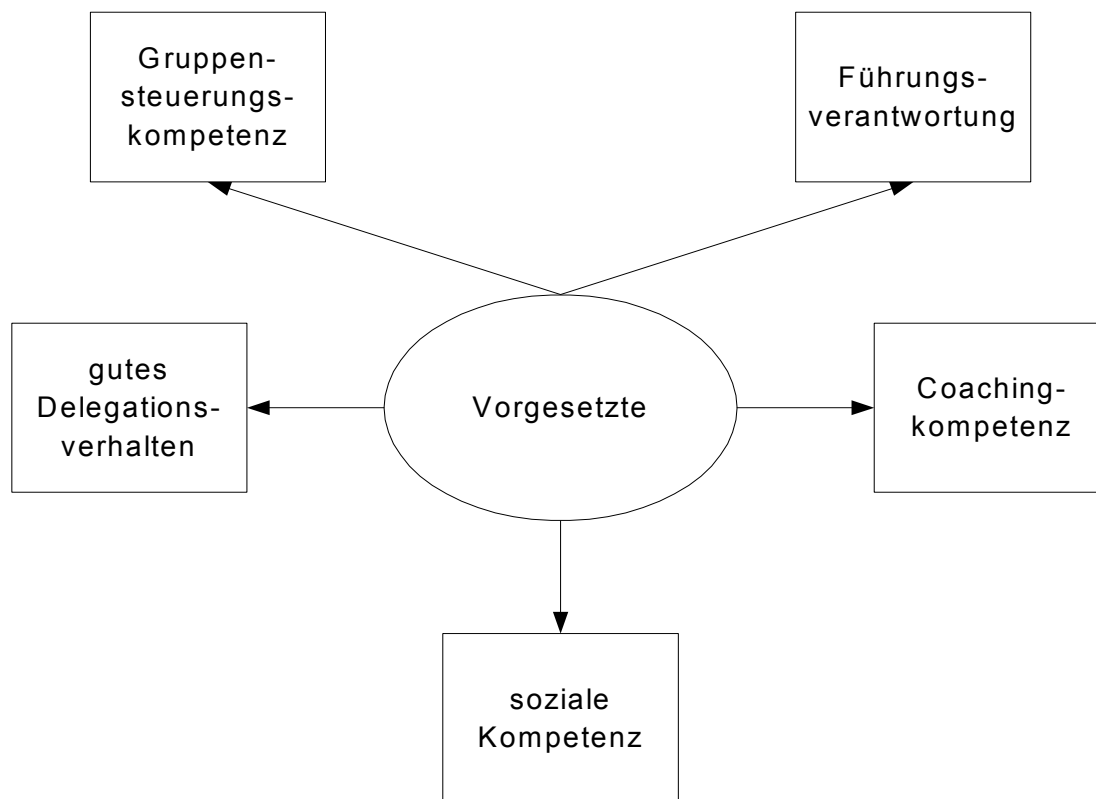 Gruppen-
steuerungs-
kompetenz
Führungs-
verantwortung
gutes
Delegations-
verhalten
Vorgesetzte
Coaching-
kompetenz
soziale
Kompetenz